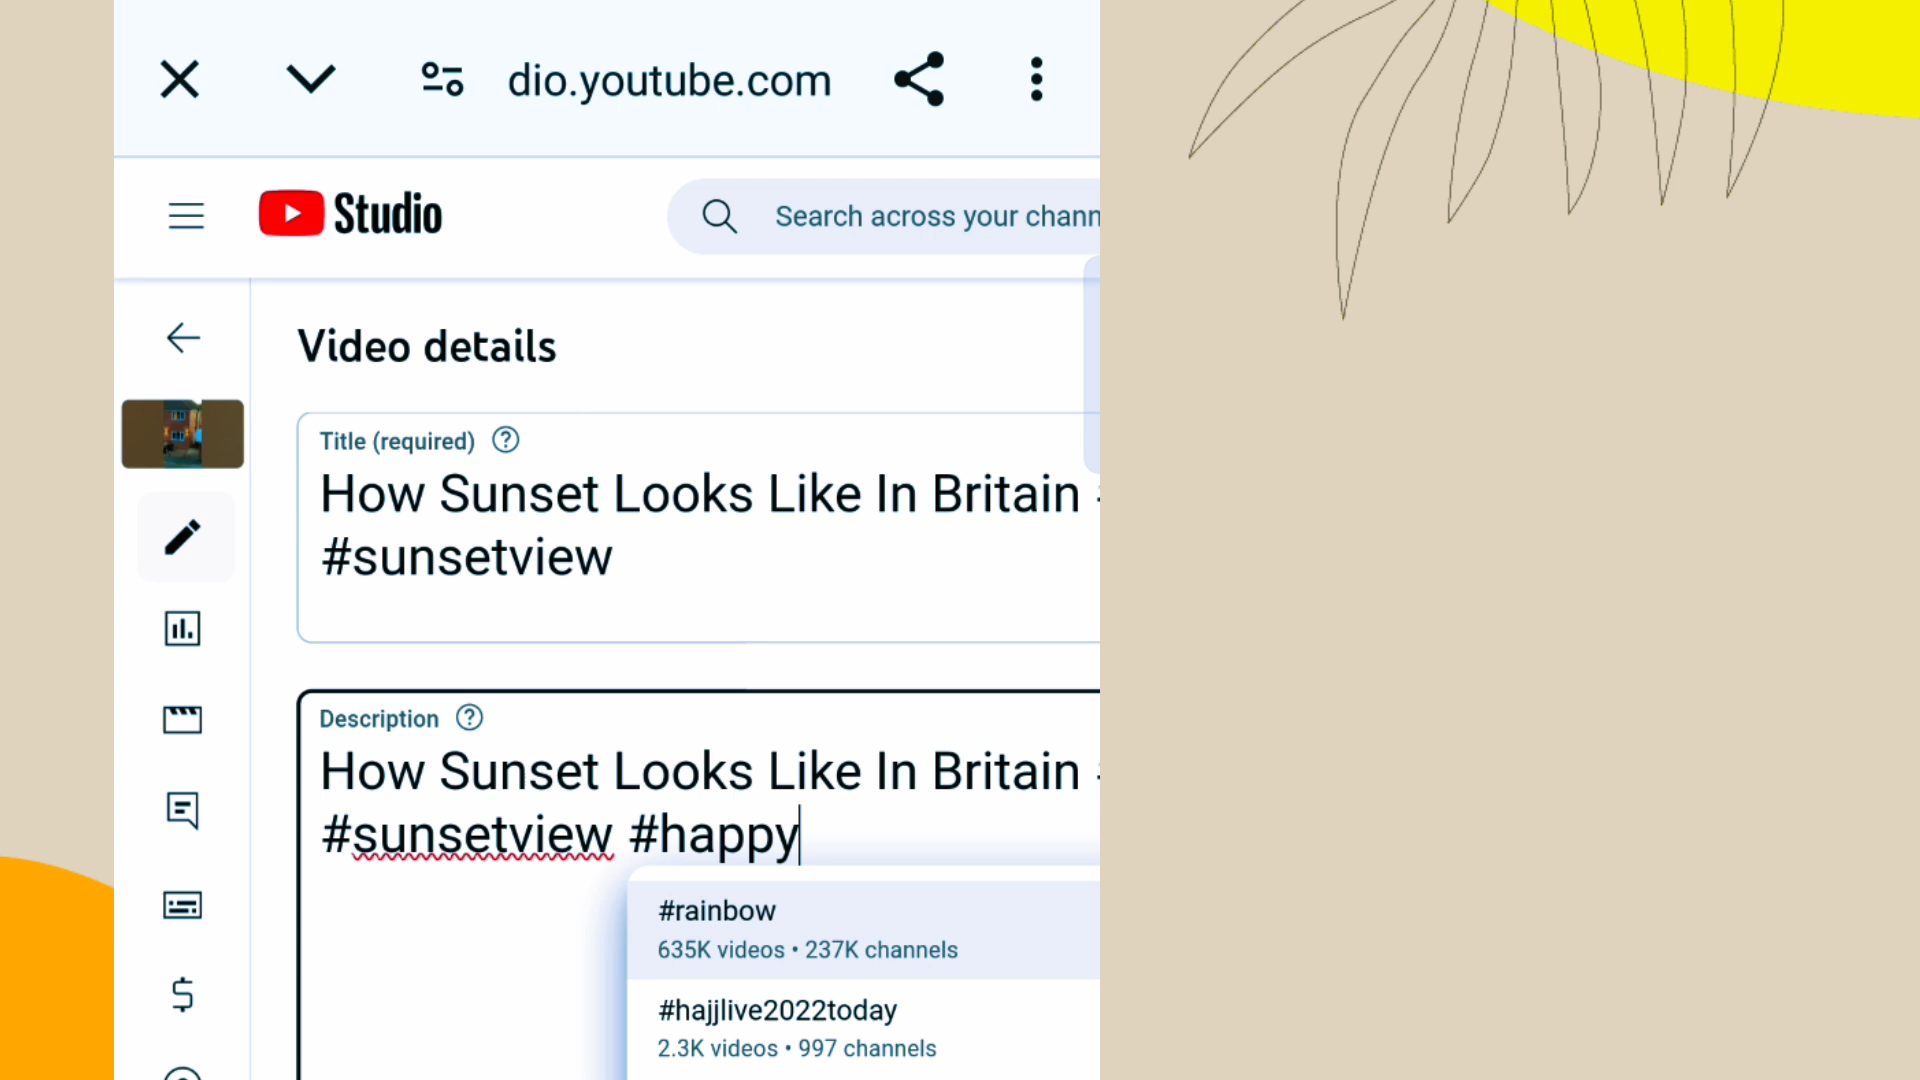 dio.youtube.com
Studio
Search across your chann
Video details
Title (required)
How Sunset Looks Like In Britain
#sunsetview
Description
How Sunset Looks Like In Britain
#sunsetview #happy
#rainbow
635K videos • 237K channels
#hajjlive2022today
2.3K videos • 997 channels